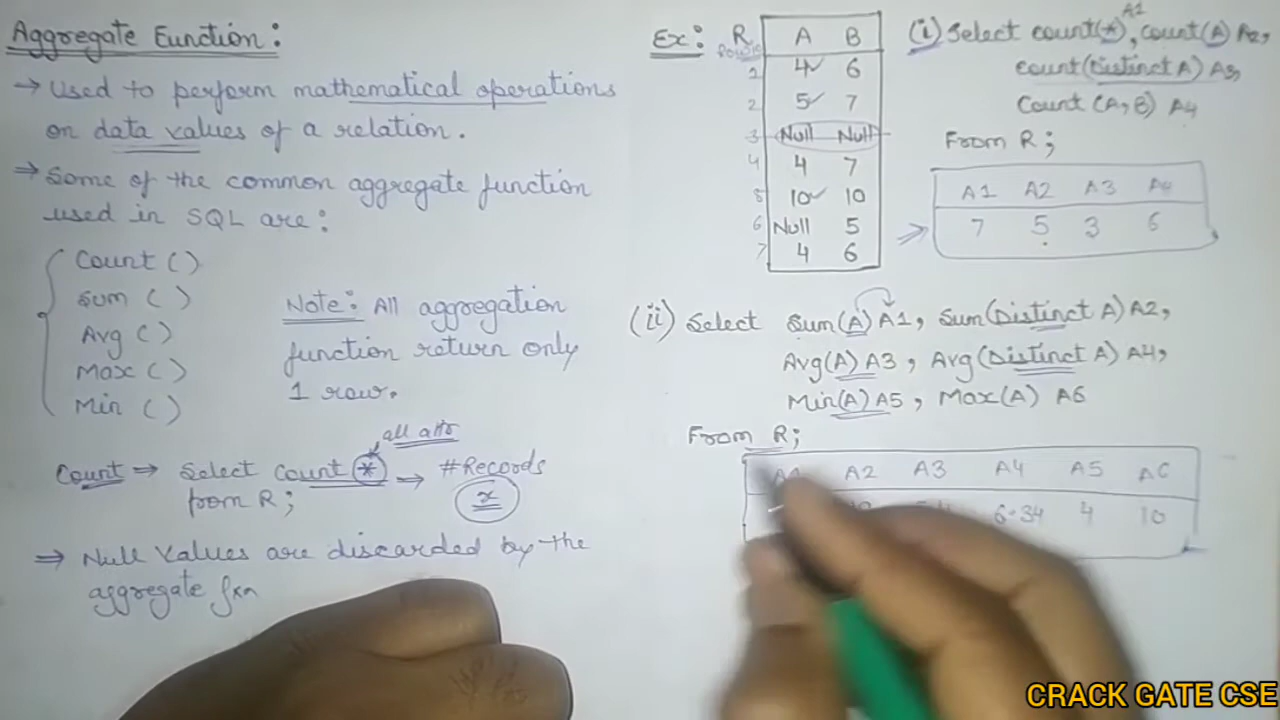 Aggregate Function:
→ Used to perform mathematical operations
on data values of a relation.
→ Some of the common aggregate function
used in SQL are:
Count ()
Sum ()
Avg ()
Max ()
Min ()
Note: All aggregation
function return only
1 row.
all attr
Count ⇒ Select Count (*) → #Records
from R; x
⇒ Null values are discarded by the
aggregate fxn
Ex: R A B
Rows
1 4 6
2 5 7
3 Null Null
4 4 7
5 10 10
6 Null 5
7 4 6
(i) Select count(*) A1, count(A) A2,
count(distinct A) A3,
Count (A,B) A4
From R;
A1 A2 A3 A4
7 5 3 6
(ii) Select Sum(A) A1, Sum(Distinct A) A2,
Avg(A) A3, Avg(Distinct A) A4,
Min(A) A5, Max(A) A6
From R;
A2 A3 A4 A5 A6
6.34 4 10
CRACK GATE CSE